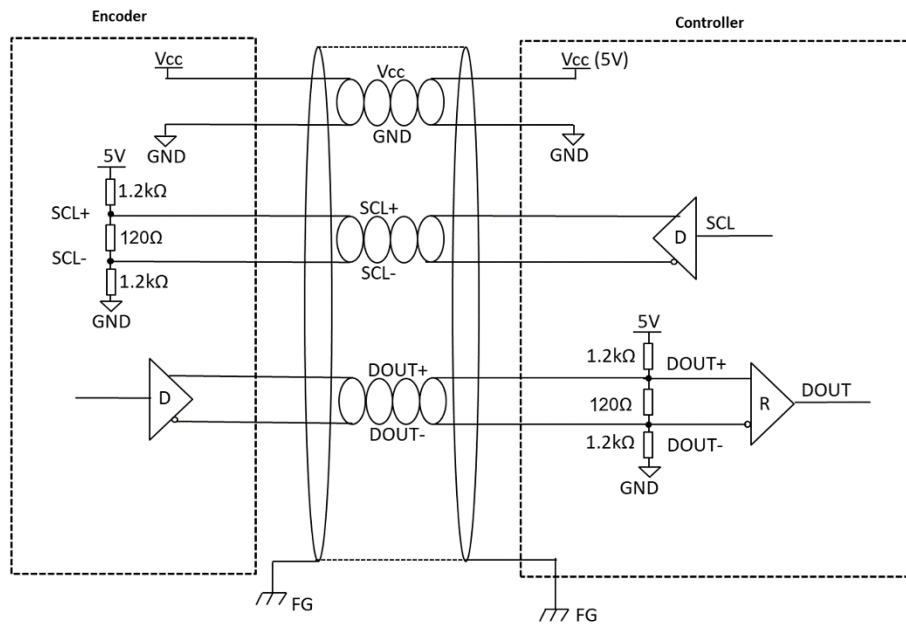 Encoder
Controller
Vcc
Vcc
Vcc (5V)
GND
GND
GND
5V
1.2kΩ
SCL+
SCL+
SCL
120Ω
D
SCL-
SCL-
1.2kΩ
GND
5V
1.2kΩ
DOUT+
DOUT+
D
120Ω
R
DOUT
DOUT-
1.2kΩ
DOUT-
GND
FG
FG